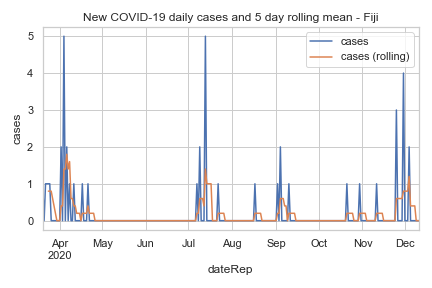 New COVID-19 daily cases and 5 day rolling mean - Fiji
cases
cases (rolling)
5
4
3
2
1
0
cases
Apr May Jun Jul Aug Sep Oct Nov Dec
2020
dateRep